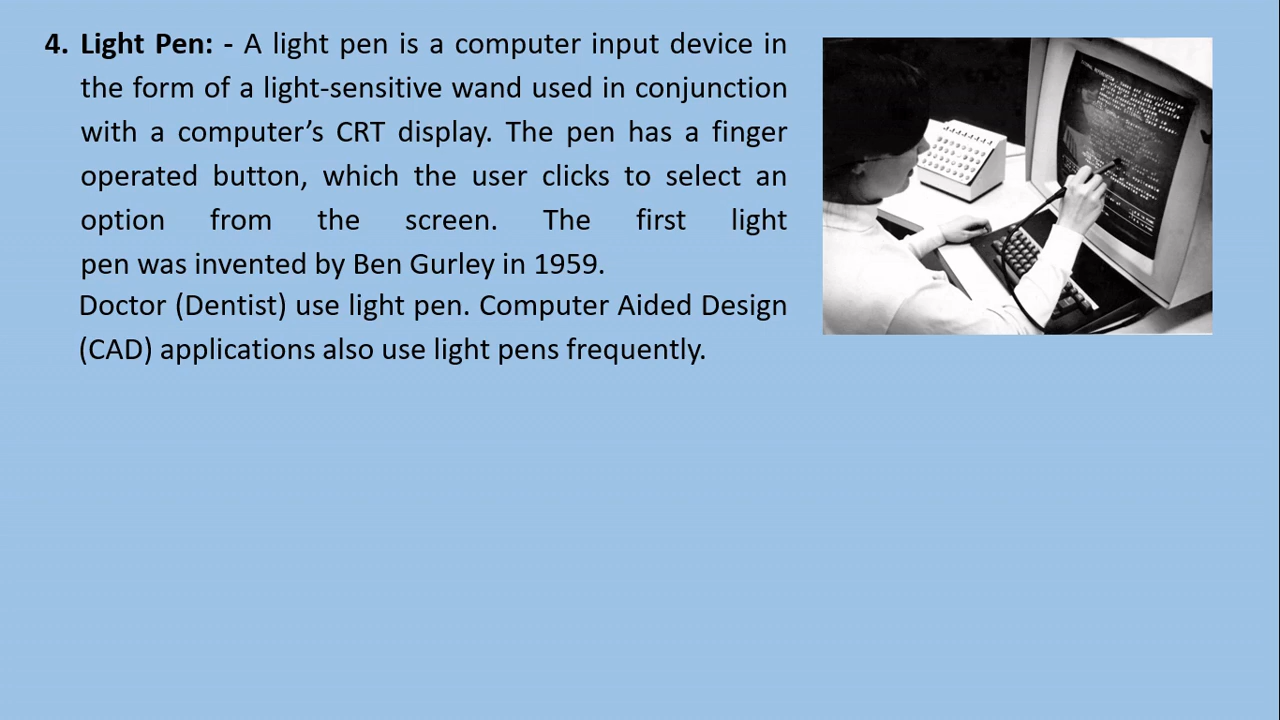 4. Light Pen: - A light pen is a computer input device in
the form of a light-sensitive wand used in conjunction
with a computer’s CRT display. The pen has a finger
operated button, which the user clicks to select an
option from the screen. The first light
pen was invented by Ben Gurley in 1959.
Doctor (Dentist) use light pen. Computer Aided Design
(CAD) applications also use light pens frequently.